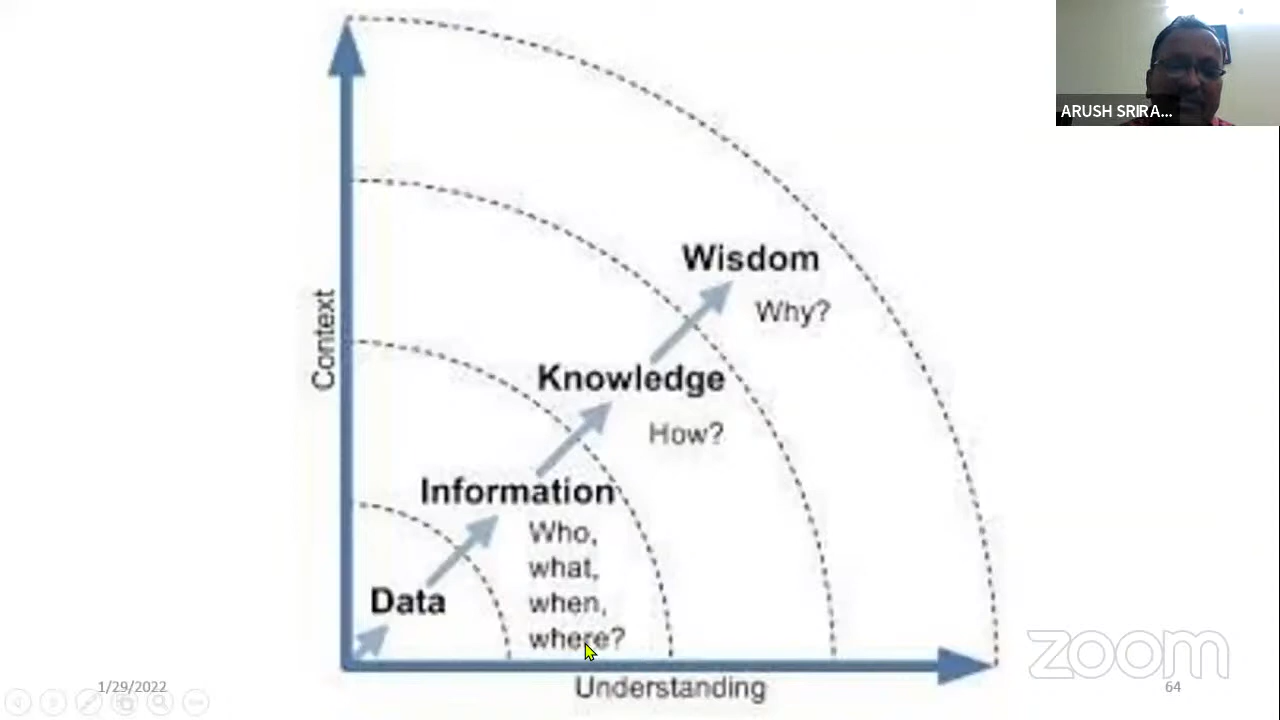 ARUSH SRIRA...
Wisdom
Why?
Context
Knowledge
How?
Information
Who,
what,
when,
where?
Data
Understanding
zoom
1/29/2022
64